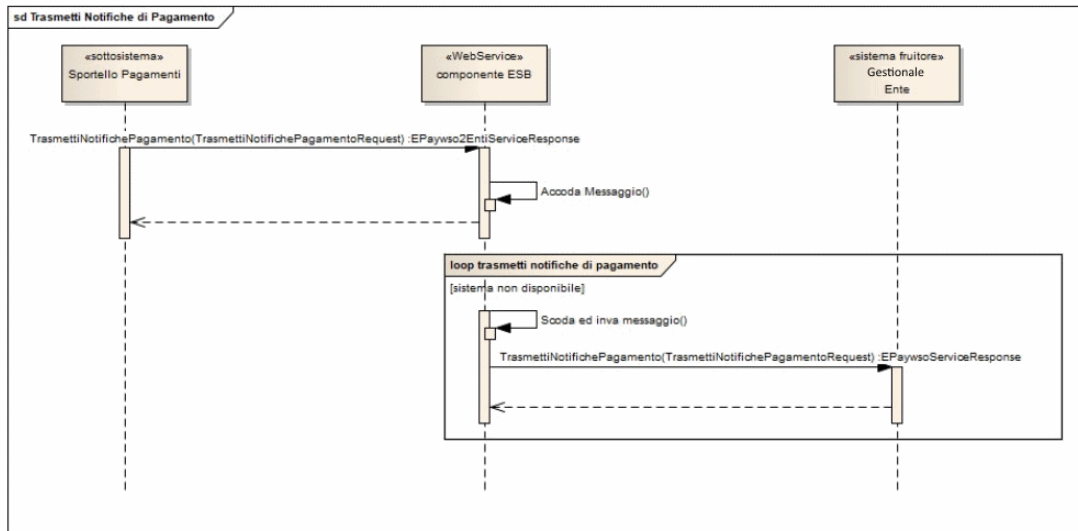 sd Trasmetti Notifiche di Pagamento
«sottosistema»
Sportello Pagamenti
«WebService»
componente ESB
«sistema fruitore»
Gestionale
Ente
TrasmettiNotifichePagamento(TrasmettiNotifichePagamentoRequest) :EPaywso2EntiServiceResponse
Accoda Messaggio()
loop trasmetti notifiche di pagamento
[sistema non disponibile]
Scoda ed inva messaggio()
TrasmettiNotifichePagamento(TrasmettiNotifichePagamentoRequest) :EPaywsoServiceResponse